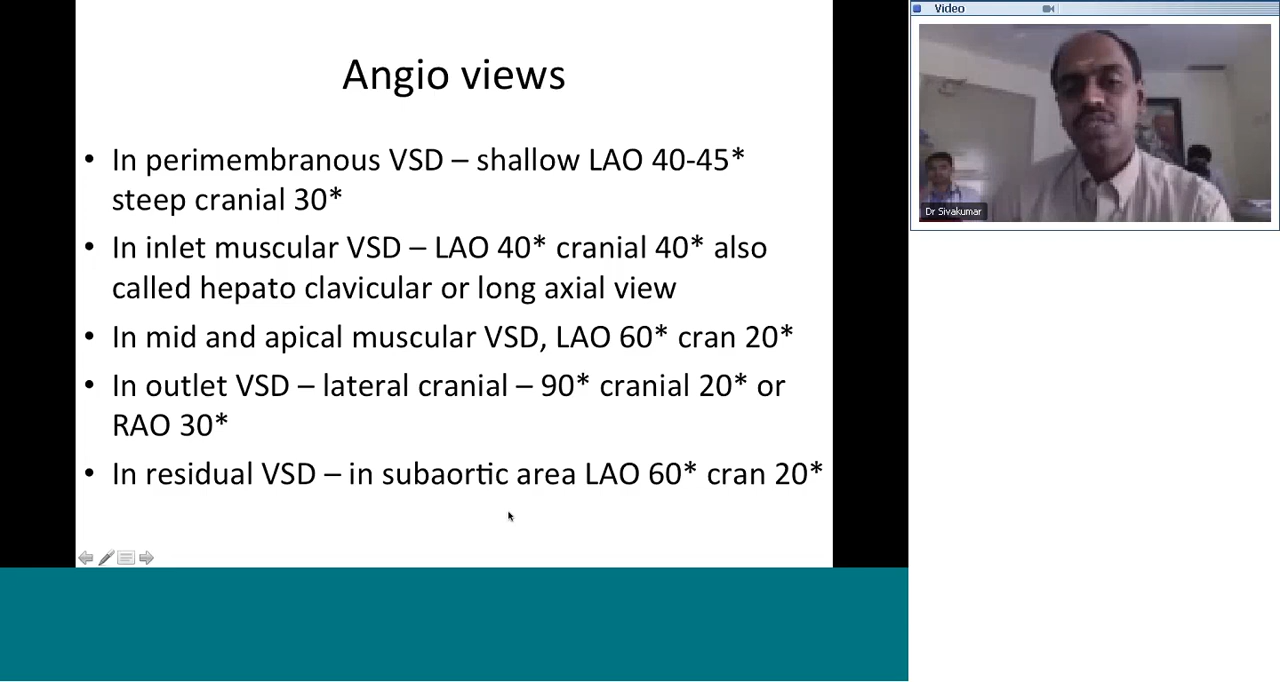 Angio views
• In perimembranous VSD – shallow LAO 40-45*
steep cranial 30*
• In inlet muscular VSD – LAO 40* cranial 40* also
called hepato clavicular or long axial view
• In mid and apical muscular VSD, LAO 60* cran 20*
• In outlet VSD – lateral cranial – 90* cranial 20* or
RAO 30*
• In residual VSD – in subaortic area LAO 60* cran 20*
Video
Dr Sivakumar